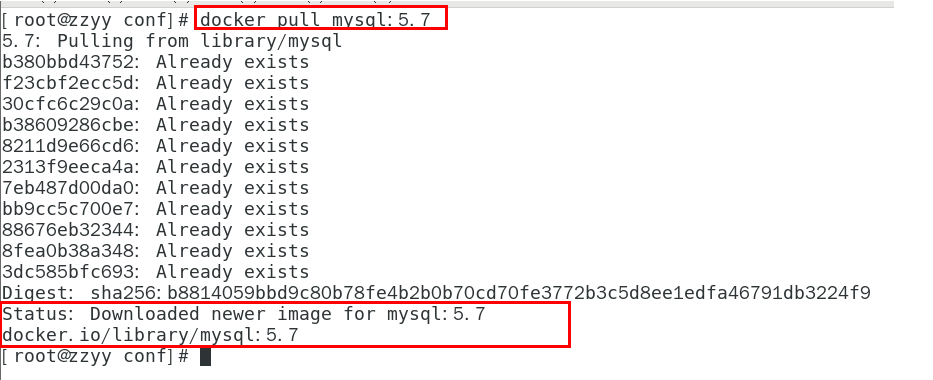 [root@zzyy conf]# docker pull mysql:5.7
5.7: Pulling from library/mysql
b380bbd43752: Already exists
f23cbf2ecc5d: Already exists
30cfc6c29c0a: Already exists
b38609286cbe: Already exists
8211d9e66cd6: Already exists
2313f9eeca4a: Already exists
7eb487d00da0: Already exists
bb9cc5c700e7: Already exists
88676eb32344: Already exists
8fea0b38a348: Already exists
3dc585bfc693: Already exists
Digest: sha256:b8814059bbd9c80b78fe4b2b0b70cd70fe3772b3c5d8ee1edfa46791db3224f9
Status: Downloaded newer image for mysql:5.7
docker.io/library/mysql:5.7
[root@zzyy conf]#